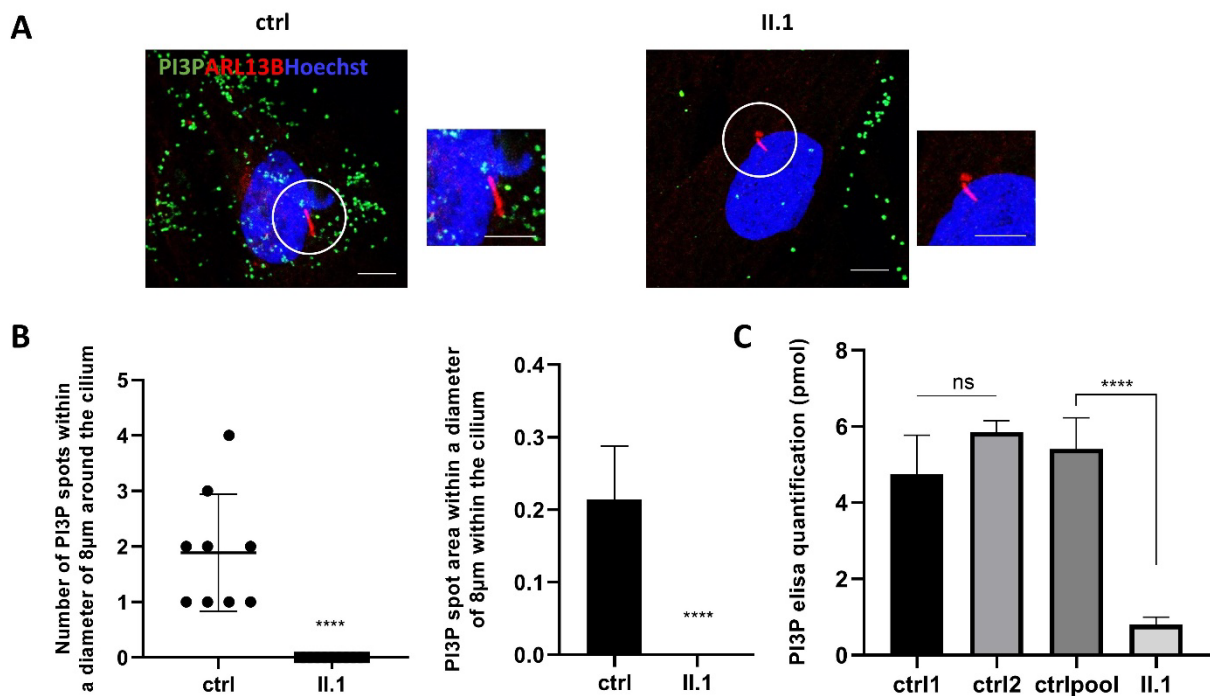 A
ctrl
II.1
PI3PARL13BHoechst
B
Number of PI3P spots within
a diameter of 8µm around the cilium
5
4
3
2
1
0
****
ctrl
II.1
PI3P spot area within a diameter
of 8µm within the cilium
0.4
0.3
0.2
0.1
0.0
****
ctrl
II.1
C
PI3P elisa quantification (pmol)
8
6
4
2
0
ns
****
ctrl1
ctrl2
ctrlpool
II.1